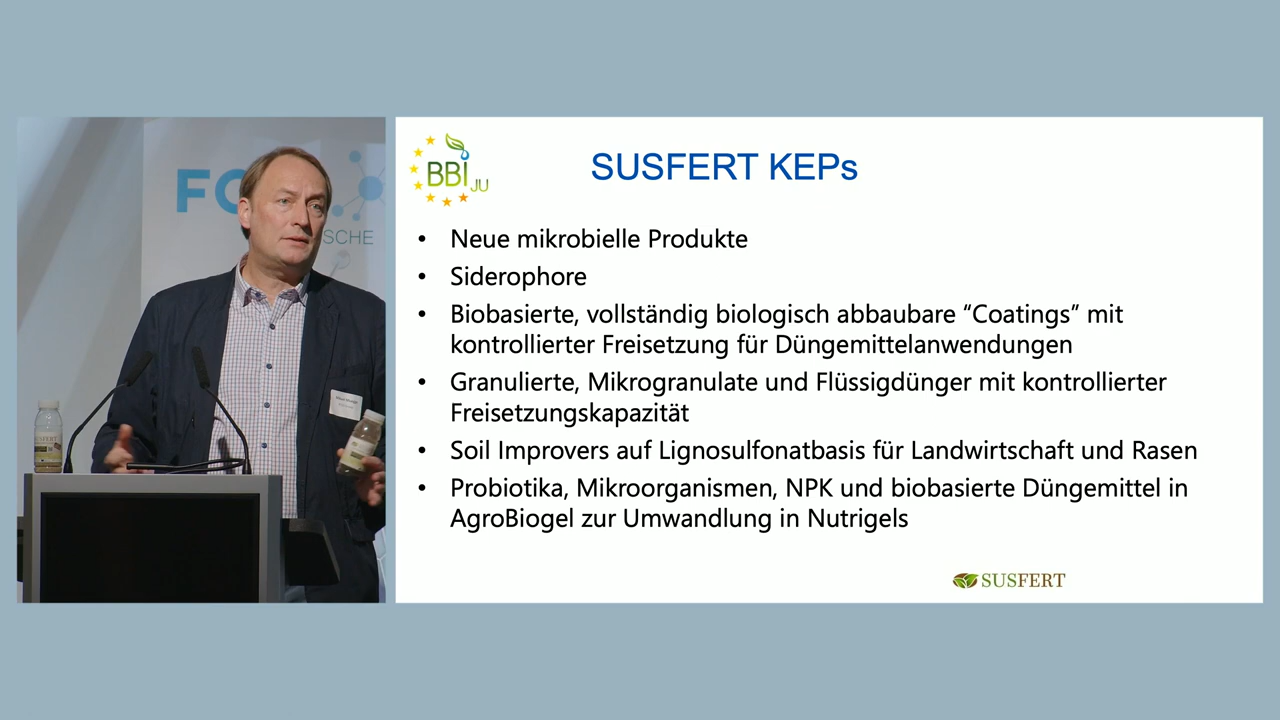 FO
SCHE
SUSFERT
BBI JU
SUSFERT KEPs
• Neue mikrobielle Produkte
• Siderophore
• Biobasierte, vollständig biologisch abbaubare “Coatings” mit
kontrollierter Freisetzung für Düngemittelanwendungen
• Granulierte, Mikrogranulate und Flüssigdünger mit kontrollierter
Freisetzungskapazität
• Soil Improvers auf Lignosulfonatbasis für Landwirtschaft und Rasen
• Probiotika, Mikroorganismen, NPK und biobasierte Düngemittel in
AgroBiogel zur Umwandlung in Nutrigels
SUSFERT